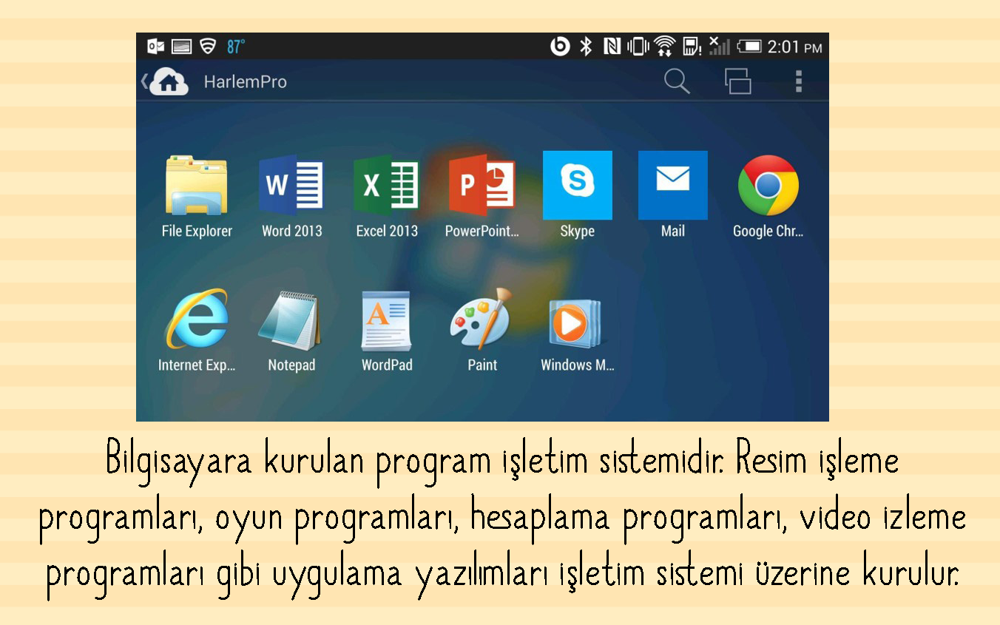 87°
2:01 PM
HarlemPro
W X P S
File Explorer Word 2013 Excel 2013 PowerPoint... Skype Mail Google Chr...
A
Internet Exp... Notepad WordPad Paint Windows M...
Bilgisayara kurulan program işletim sistemidir. Resim işleme
programları, oyun programları, hesaplama programları, video izleme
programları gibi uygulama yazılımları işletim sistemi üzerine kurulur.